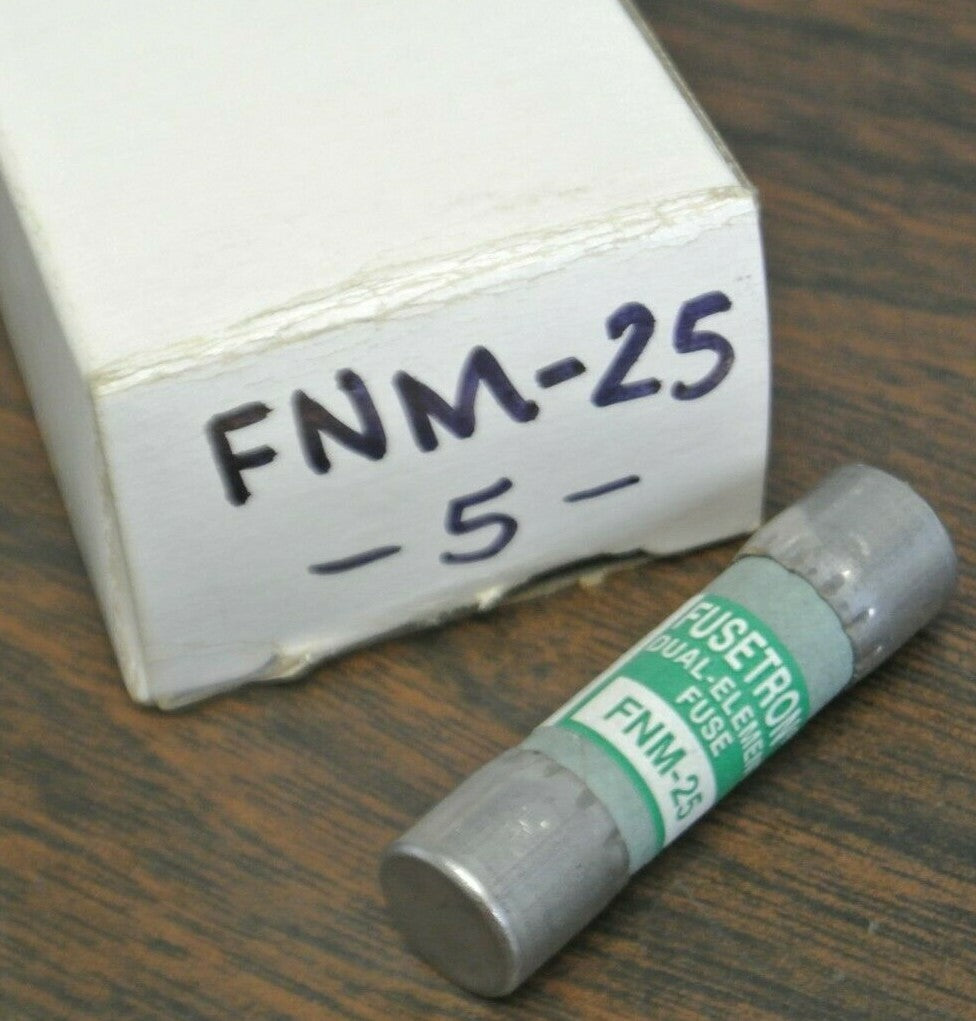 FNM-25
- 5 -
FUSETRON
DUAL-ELEMEN
FUSE
FNM-25